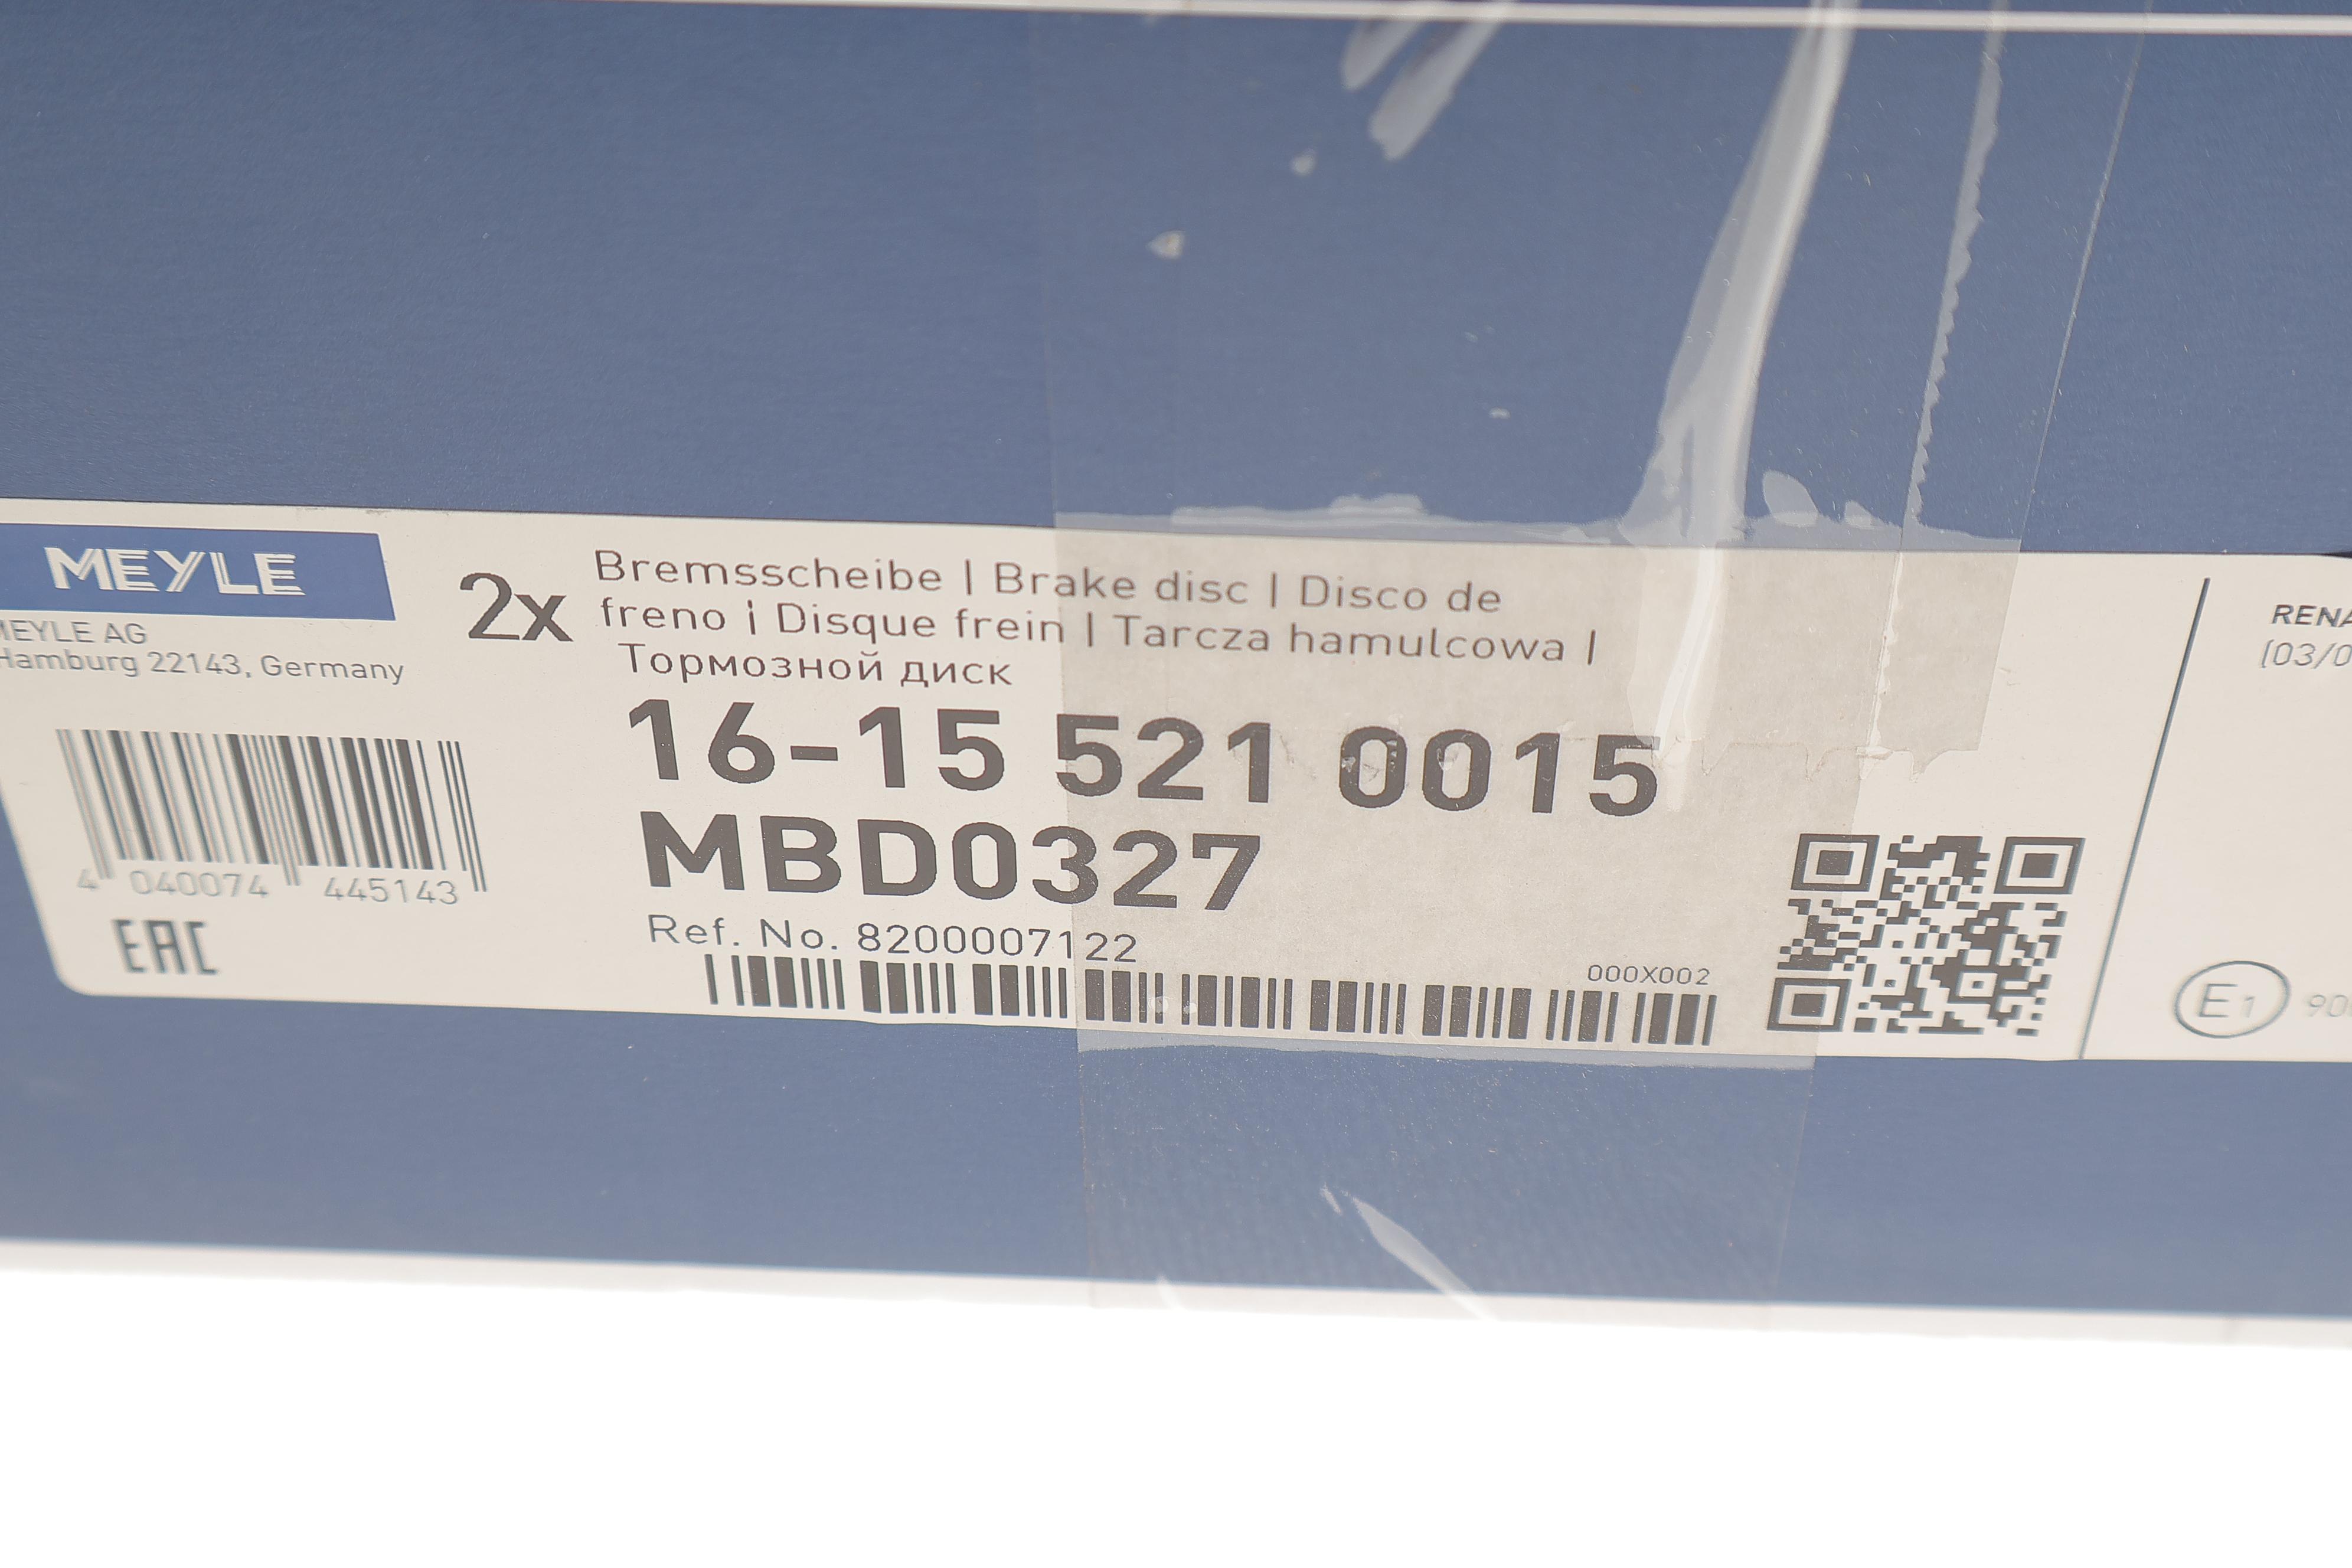 MEYLE
MEYLE AG
Hamburg 22143, Germany
4 040074 445143
EAC
2x
Bremsscheibe | Brake disc | Disco de
freno | Disque frein | Tarcza hamulcowa |
Тормозной диск
16-15 521 0015
MBD0327
Ref. No. 8200007122
000X002
RENA
(03/0
E1 90